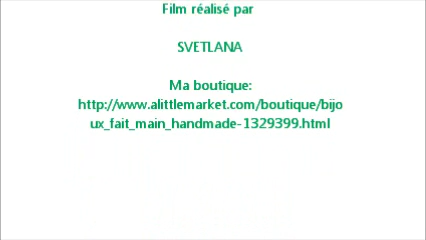 Film réalisé par
SVETLANA
Ma boutique:
http://www.alittlemarket.com/boutique/bijo
ux_fait_main_handmade-1329399.html